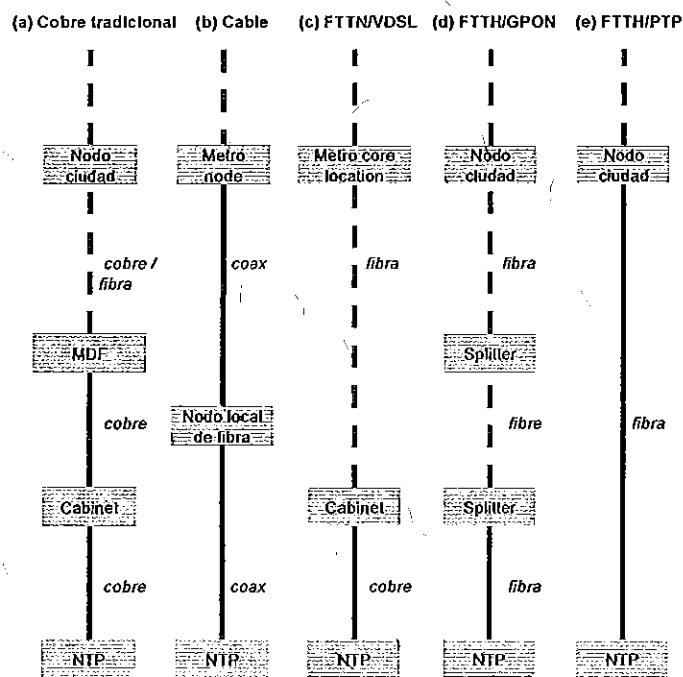 (a) Cobre tradicional (b) Cable (c) FTTN/VDSL (d) FTTH/GPON (e) FTTH/PTP
Nodo ciudad
Metro node
Metro core location
Nodo ciudad
Nodo ciudad
cobre / fibra
coax
fibra
fibra
MDF
Splitter
cobre
Nodo local de fibra
fibre
fibra
Cabinet
Cabinet
Splitter
cobre
coax
cobre
fibra
NTP
NTP
NTP
NTP
NTP